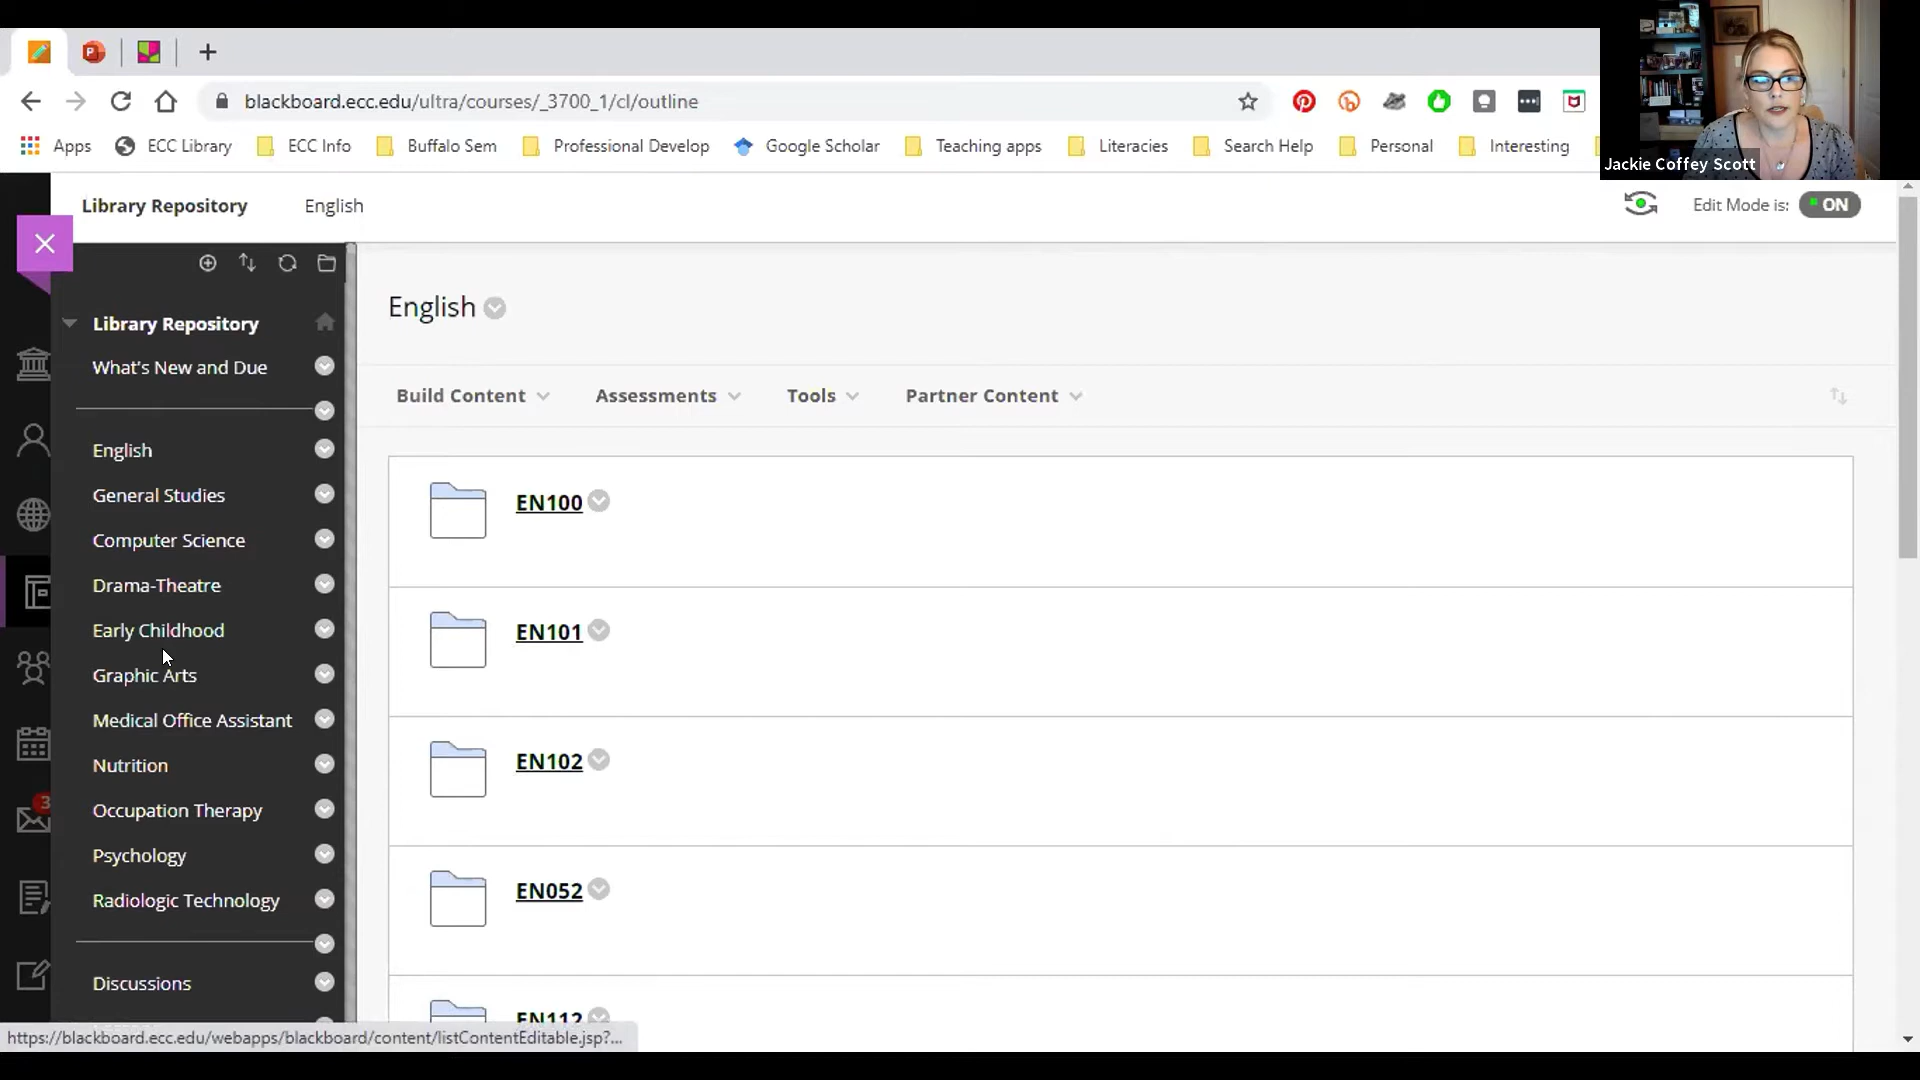 blackboard.ecc.edu/ultra/courses/_3700_1/cl/outline
Apps ECC Library ECC Info Buffalo Sem Professional Develop Google Scholar Teaching apps Literacies Search Help Personal Interesting
Jackie Coffey Scott
Library Repository English Edit Mode is: ON
Library Repository
What's New and Due
English
General Studies
Computer Science
Drama-Theatre
Early Childhood
Graphic Arts
Medical Office Assistant
Nutrition
Occupation Therapy
Psychology
Radiologic Technology
Discussions
3
English
Build Content Assessments Tools Partner Content
EN100
EN101
EN102
EN052
EN112
https://blackboard.ecc.edu/webapps/blackboard/content/listContentEditable.jsp?...